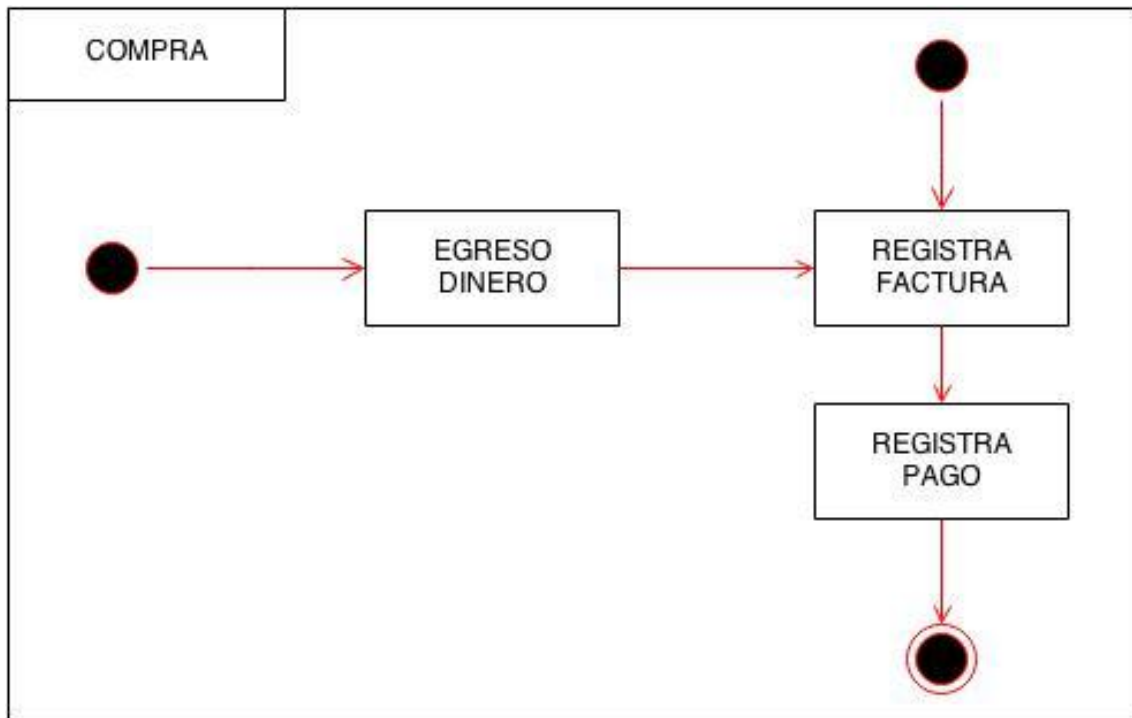 COMPRA
EGRESO
DINERO
REGISTRA
FACTURA
REGISTRA
PAGO